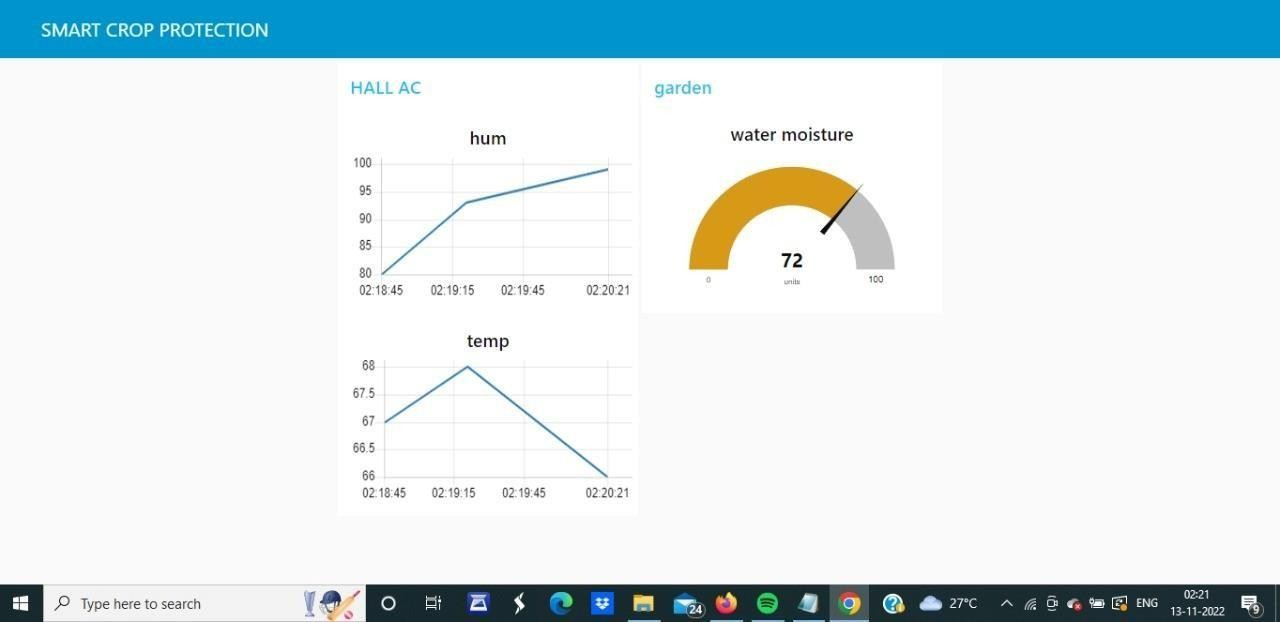 SMART CROP PROTECTION
HALL AC
hum
100
95
90
85
80
02:18:45 02:19:15 02:19:45 02:20:21
temp
68
67.5
67
66.5
66
02:18:45 02:19:15 02:19:45 02:20:21
garden
water moisture
72
0 units 100
Type here to search
24
27°C
ENG
02:21
13-11-2022
9